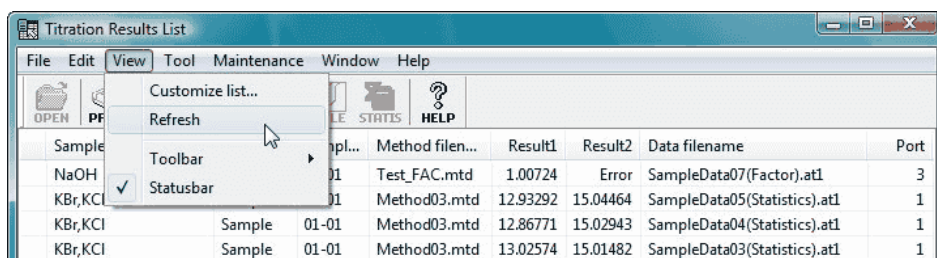 Titration Results List
File Edit View Tool Maintenance Window Help
Customize list...
Refresh
Toolbar
Statusbar
OPEN STATIS HELP
Sample Method filen... Result1 Result2 Data filename Port
NaOH 01 Test_FAC.mtd 1.00724 Error SampleData07(Factor).at1 3
KBr,KCl 01 Method03.mtd 12.93292 15.04464 SampleData05(Statistics).at1 1
KBr,KCl Sample 01-01 Method03.mtd 12.86771 15.02943 SampleData04(Statistics).at1 1
KBr,KCl Sample 01-01 Method03.mtd 13.02574 15.01482 SampleData03(Statistics).at1 1